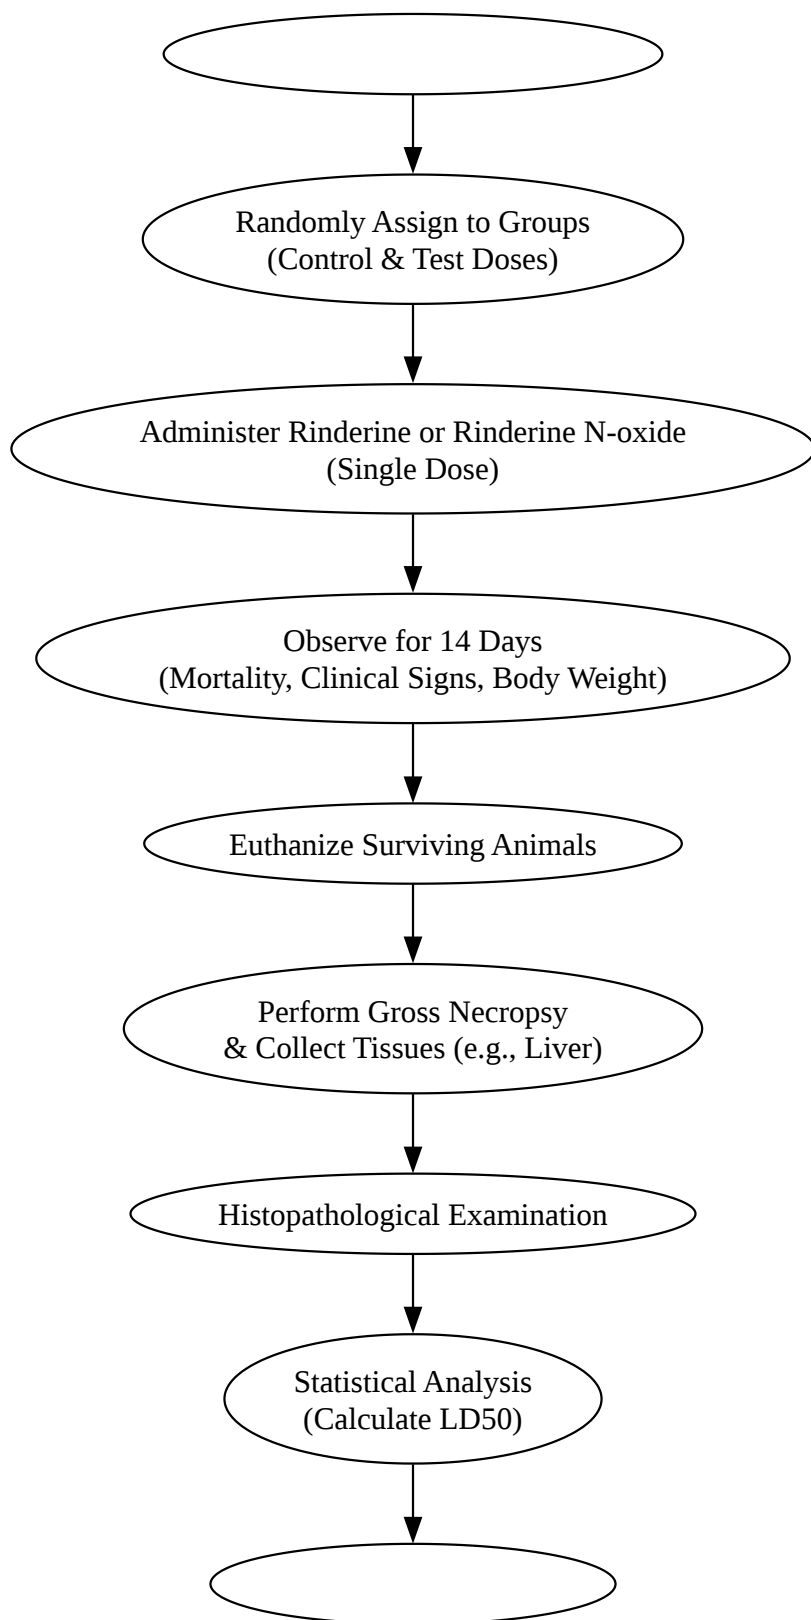 Randomly Assign to Groups
(Control & Test Doses)
Administer Rinderine or Rinderine N-oxide
(Single Dose)
Observe for 14 Days
(Mortality, Clinical Signs, Body Weight)
Euthanize Surviving Animals
Perform Gross Necropsy
& Collect Tissues (e.g., Liver)
Histopathological Examination
Statistical Analysis
(Calculate LD50)